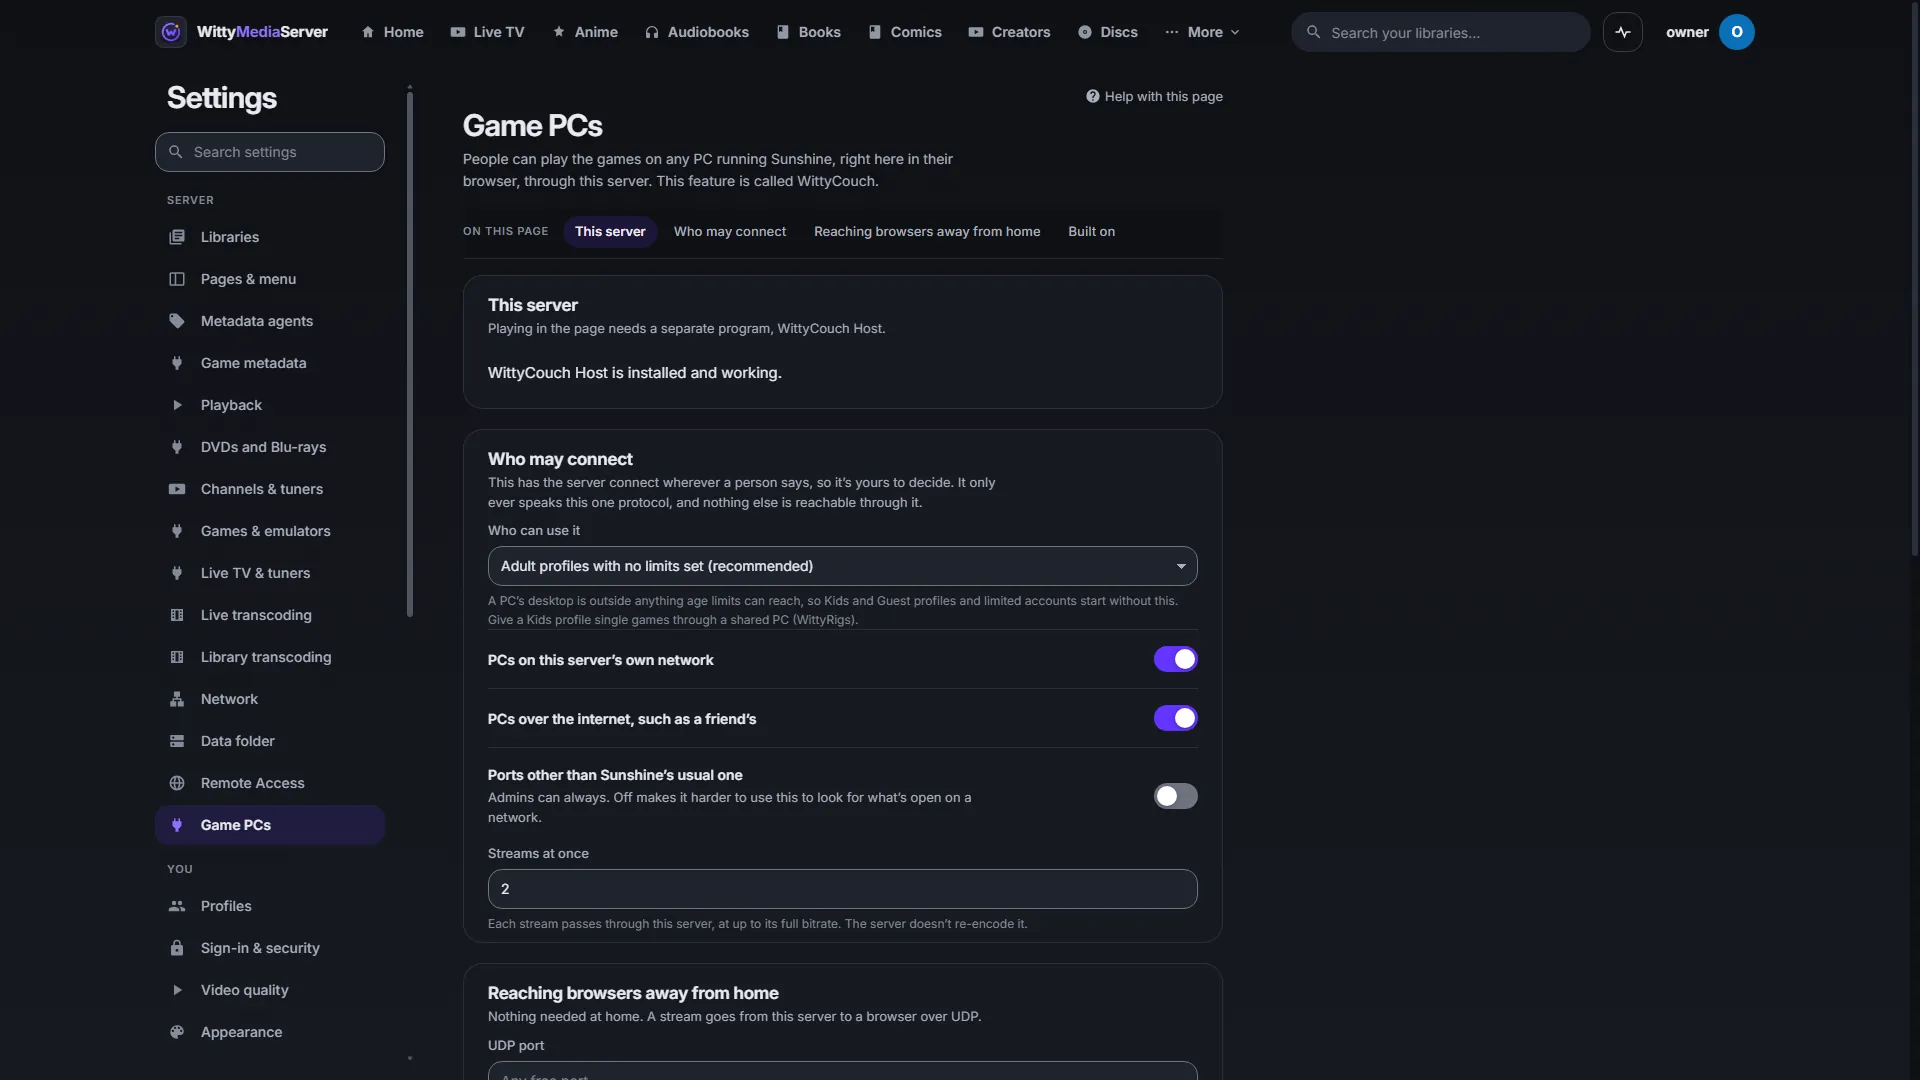 WittyMediaServer
Home
Live TV
Anime
Audiobooks
Books
Comics
Creators
Discs
More
Search your libraries...
owner
O
Settings
Search settings
SERVER
Libraries
Pages & menu
Metadata agents
Game metadata
Playback
DVDs and Blu-rays
Channels & tuners
Games & emulators
Live TV & tuners
Live transcoding
Library transcoding
Network
Data folder
Remote Access
Game PCs
YOU
Profiles
Sign-in & security
Video quality
Appearance
Help with this page
Game PCs
People can play the games on any PC running Sunshine, right here in their
browser, through this server. This feature is called WittyCouch.
ON THIS PAGE
This server
Who may connect
Reaching browsers away from home
Built on
This server
Playing in the page needs a separate program, WittyCouch Host.
WittyCouch Host is installed and working.
Who may connect
This has the server connect wherever a person says, so it’s yours to decide. It only
ever speaks this one protocol, and nothing else is reachable through it.
Who can use it
Adult profiles with no limits set (recommended)
A PC’s desktop is outside anything age limits can reach, so Kids and Guest profiles and limited accounts start without this.
Give a Kids profile single games through a shared PC (WittyRigs).
PCs on this server’s own network
PCs over the internet, such as a friend’s
Ports other than Sunshine’s usual one
Admins can always. Off makes it harder to use this to look for what’s open on a
network.
Streams at once
2
Each stream passes through this server, at up to its full bitrate. The server doesn’t re-encode it.
Reaching browsers away from home
Nothing needed at home. A stream goes from this server to a browser over UDP.
UDP port
Any free port